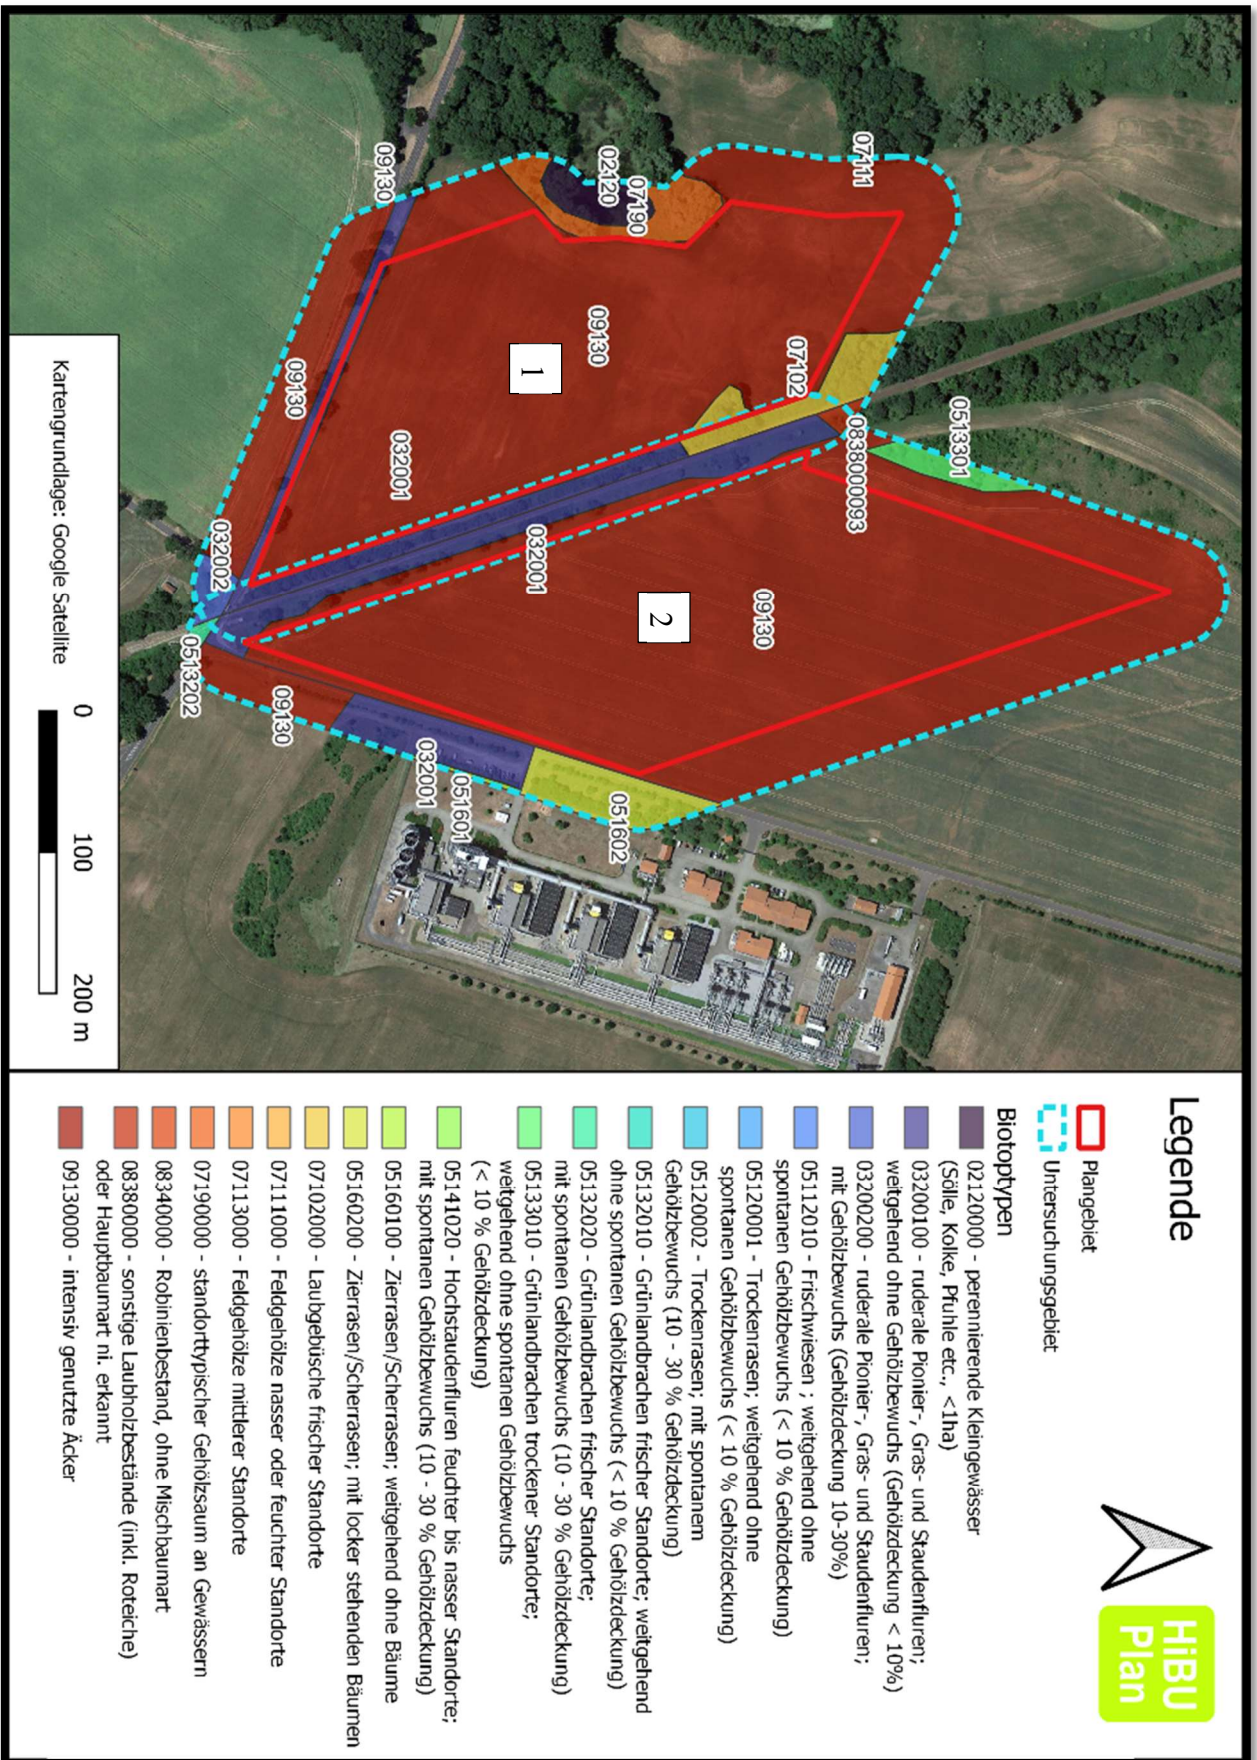 07111
02120
07190
09130
09130
1
07102
09130
032001
0513301
0838000093
032002
032001
2
09130
0513202
09130
032001
051601
051602
Kartengrundlage: Google Satellite
0 100 200 m
Legende
Plangebiet
Untersuchungsgebiet
Biotoptypen
02120000 - perennierende Kleingewässer
(Sölle, Kolke, Pfuhle etc., <1ha)
03200100 - ruderale Pionier-, Gras- und Staudenfluren;
weitgehend ohne Gehölzbewuchs (Gehölzdeckung < 10%)
03200200 - ruderale Pionier-, Gras- und Staudenfluren;
mit Gehölzbewuchs (Gehölzdeckung 10-30%)
05112010 - Frischwiesen ; weitgehend ohne
spontanen Gehölzbewuchs (< 10 % Gehölzdeckung)
05120001 - Trockenrasen; weitgehend ohne
spontanen Gehölzbewuchs (< 10 % Gehölzdeckung)
05120002 - Trockenrasen; mit spontanem
Gehölzbewuchs (10 - 30 % Gehölzdeckung)
05132010 - Grünlandbrachen frischer Standorte; weitgehend
ohne spontanen Gehölzbewuchs (< 10 % Gehölzdeckung)
05132020 - Grünlandbrachen frischer Standorte;
mit spontanen Gehölzbewuchs (10 - 30 % Gehölzdeckung)
05133010 - Grünlandbrachen trockener Standorte;
weitgehend ohne spontanen Gehölzbewuchs
(< 10 % Gehölzdeckung)
05141020 - Hochstaudenfluren feuchter bis nasser Standorte;
mit spontanen Gehölzbewuchs (10 - 30 % Gehölzdeckung)
05160100 - Zierrasen/Scherrasen; weitgehend ohne Bäume
05160200 - Zierrasen/Scherrasen; mit locker stehenden Bäumen
07102000 - Laubgebüsche frischer Standorte
07111000 - Feldgehölze nasser oder feuchter Standorte
07113000 - Feldgehölze mittlerer Standorte
07190000 - standorttypischer Gehölzsaum an Gewässern
08340000 - Robinienbestand, ohne Mischbaumart
08380000 - sonstige Laubholzbestände (inkl. Roteiche)
oder Hauptbaumart ni. erkannt
09130000 - intensiv genutzte Äcker
HiBU
Plan